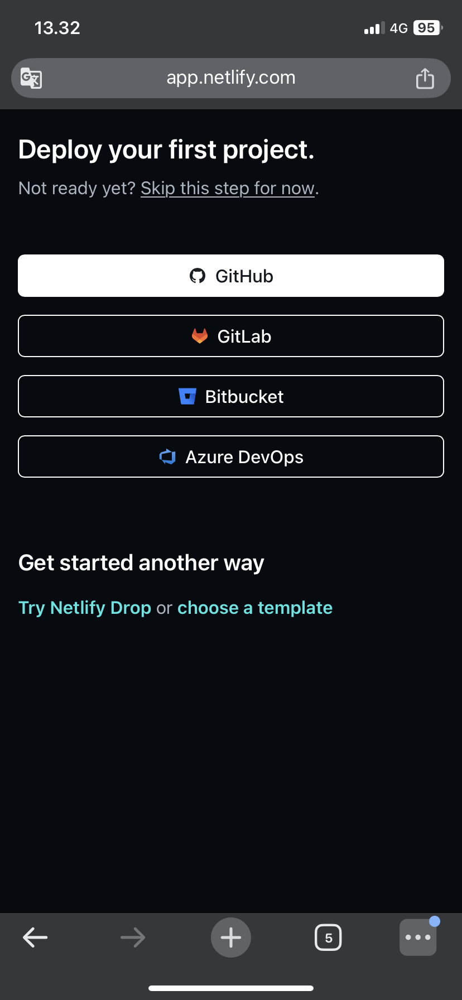 13.32
4G 95
app.netlify.com
Deploy your first project.
Not ready yet? Skip this step for now.
GitHub
GitLab
Bitbucket
Azure DevOps
Get started another way
Try Netlify Drop or choose a template
5